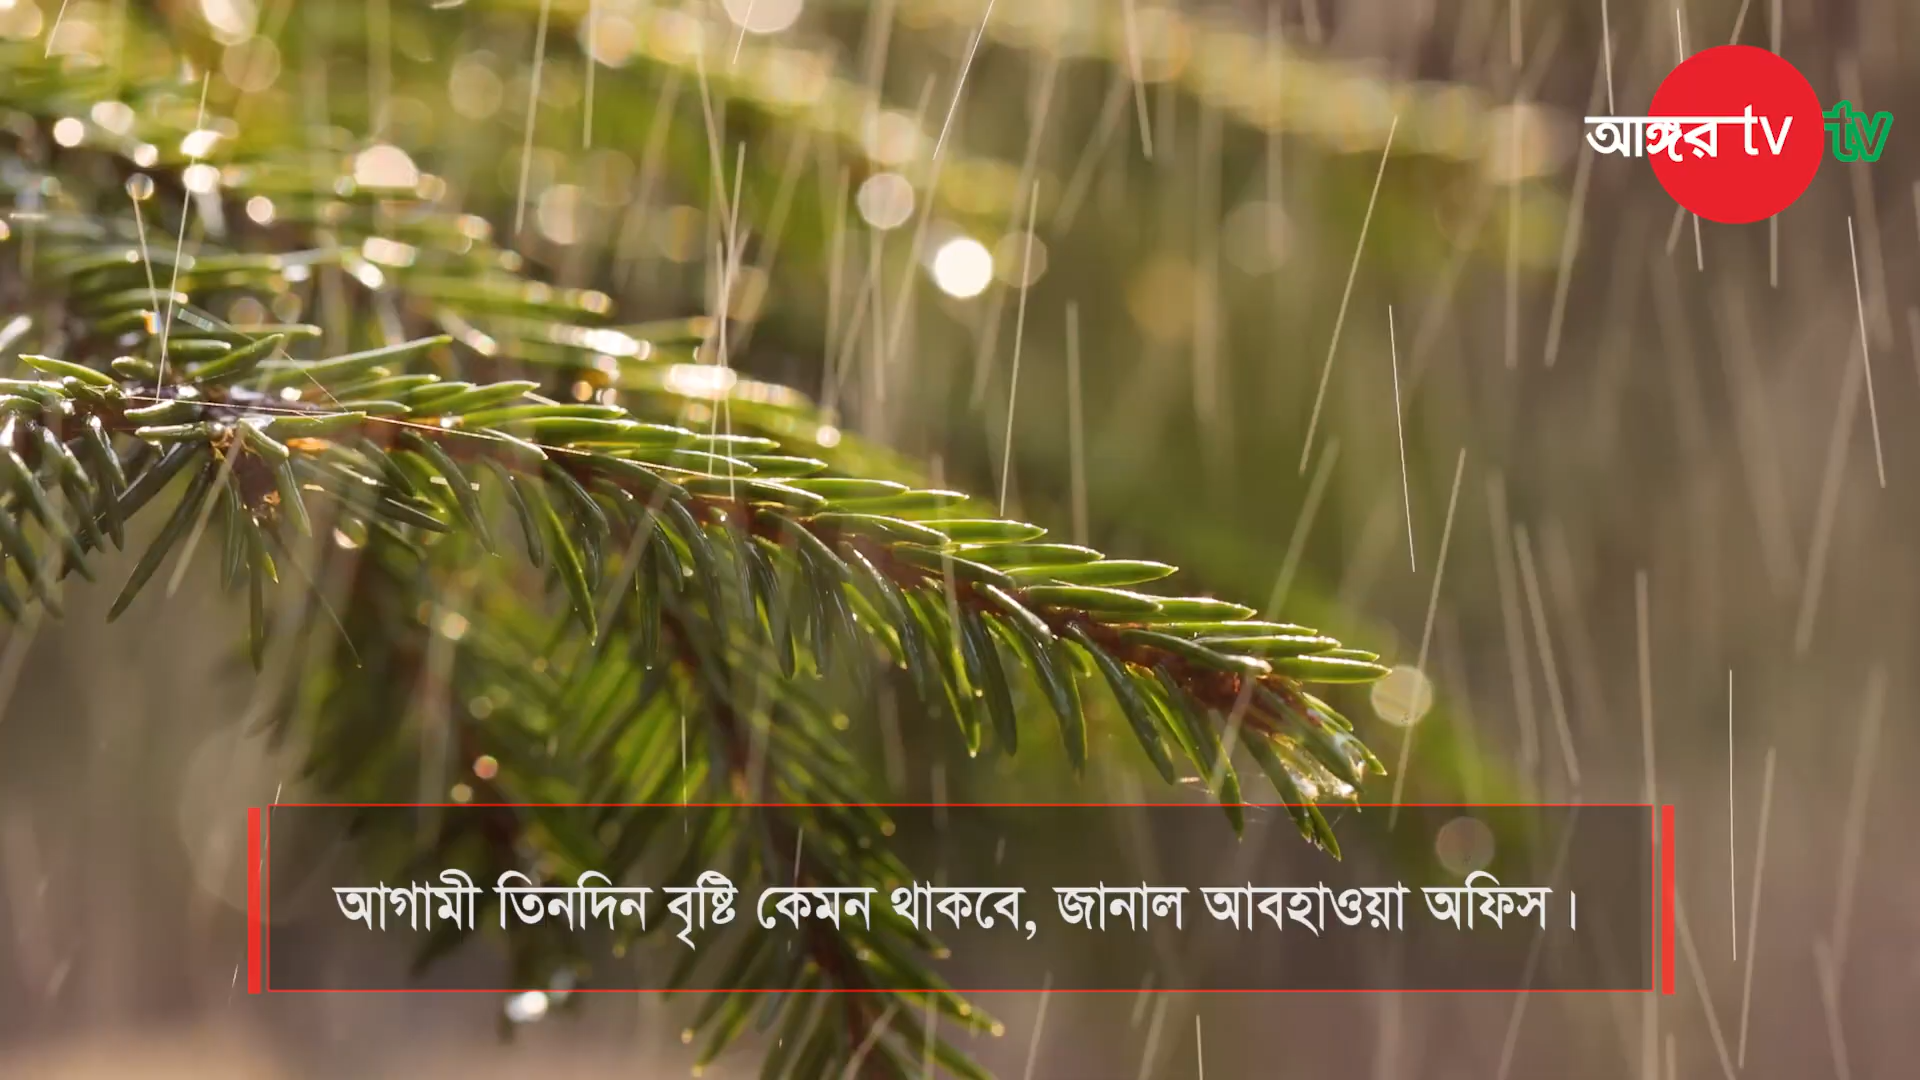 আঙ্গর tv tv
আগামী তিনদিন বৃষ্টি কেমন থাকবে, জানাল আবহাওয়া অফিস।